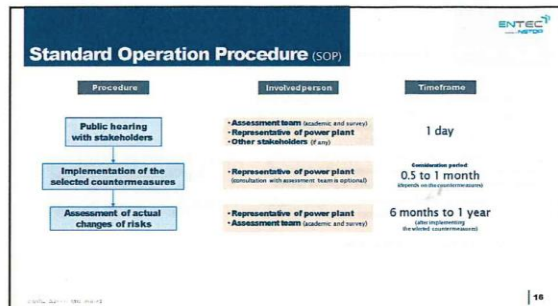 ENTEC
NSTDA
Standard Operation Procedure (SOP)
Procedure
Involved person
Timeframe
Public hearing
with stakeholders
• Assessment team (academic and survey)
• Representative of power plant
• Other stakeholders (if any)
1 day
Implementation of the
selected countermeasures
• Representative of power plant
(consultation with assessment team is optional)
Consideration period
0.5 to 1 month
(depends on the countermeasures)
Assessment of actual
changes of risks
• Representative of power plant
• Assessment team (academic and survey)
6 months to 1 year
(after implementing
the selected countermeasures)
18